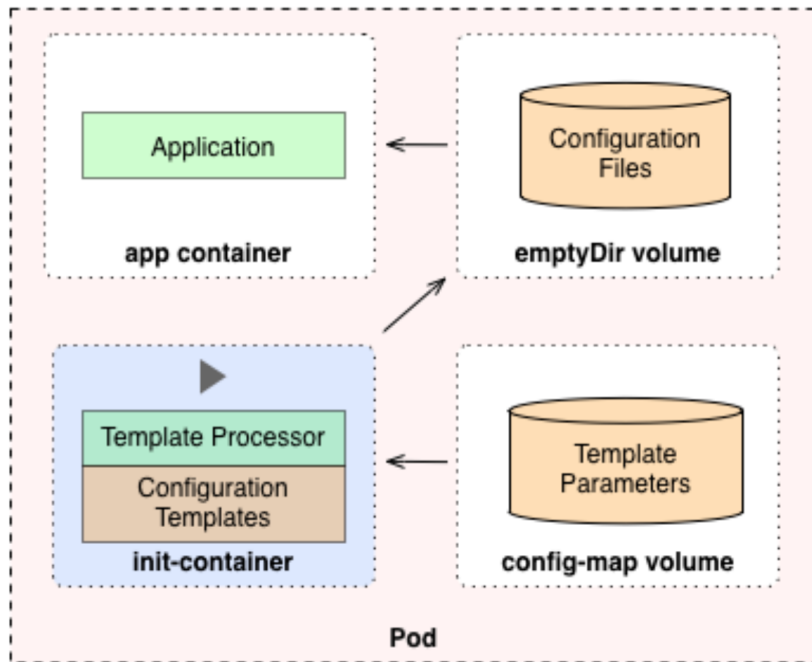 Application
app container
Configuration
Files
emptyDir volume
Template Processor
Configuration
Templates
init-container
Template
Parameters
config-map volume
Pod